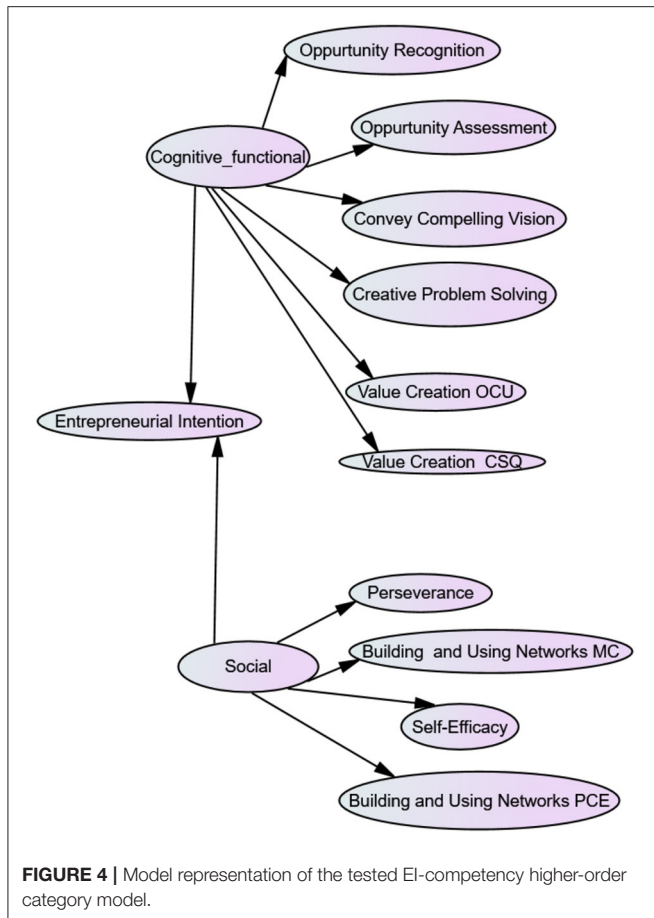 Oppurtunity Recognition
Oppurtunity Assessment
Cognitive_functional
Convey Compelling Vision
Creative Problem Solving
Value Creation OCU
Entrepreneurial Intention
Value Creation CSQ
Perseverance
Building and Using Networks MC
Social
Self-Efficacy
Building and Using Networks PCE
FIGURE 4 | Model representation of the tested EI-competency higher-order
category model.